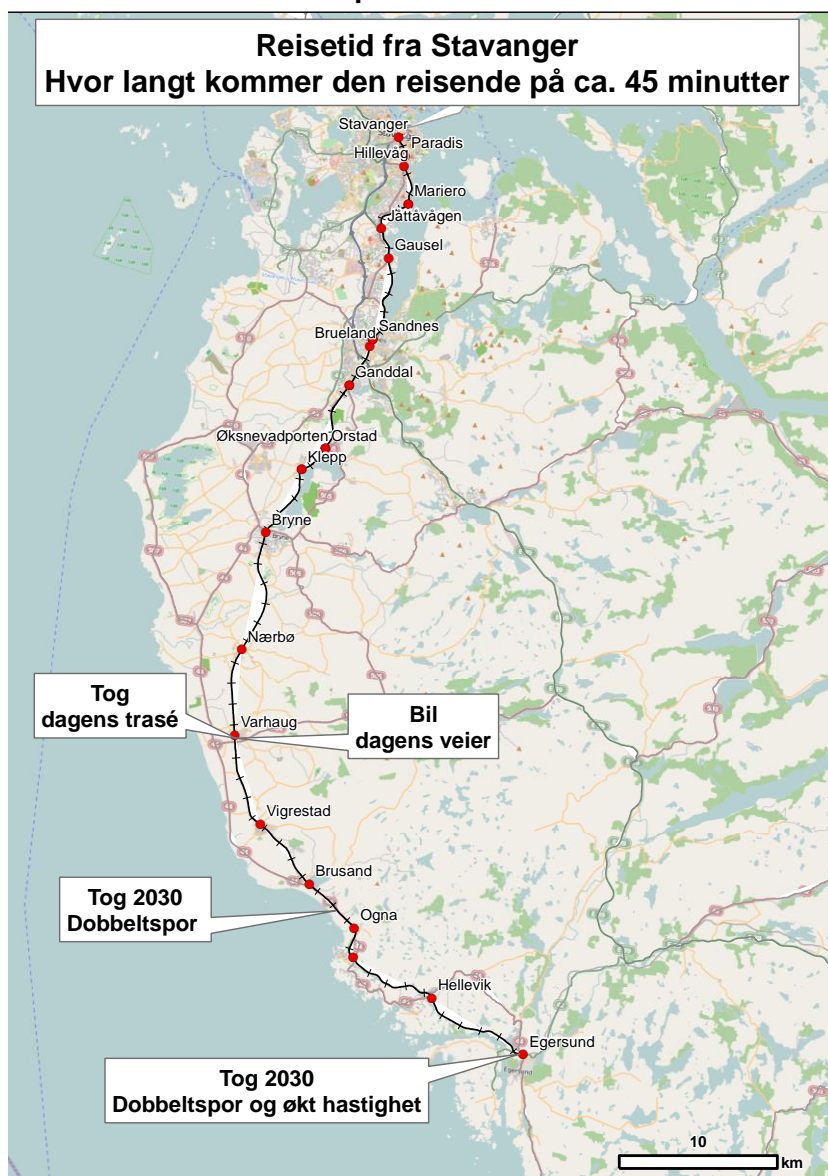 Reisetid fra Stavanger
Hvor langt kommer den reisende på ca. 45 minutter
Stavanger
Paradis
Hillevåg
Mariero
Jåttåvågen
Gausel
Sandnes
Brueland
Ganddal
Øksnevadporten Orstad
Klepp
Bryne
Bryne
Nærbø
Tog
dagens trasé
Varhaug
Bil
dagens veier
Vigrestad
Brusand
Tog 2030
Dobbeltspor
Ogna
Hellevik
Egersund
Egersund
Tog 2030
Dobbeltspor og økt hastighet
10
km